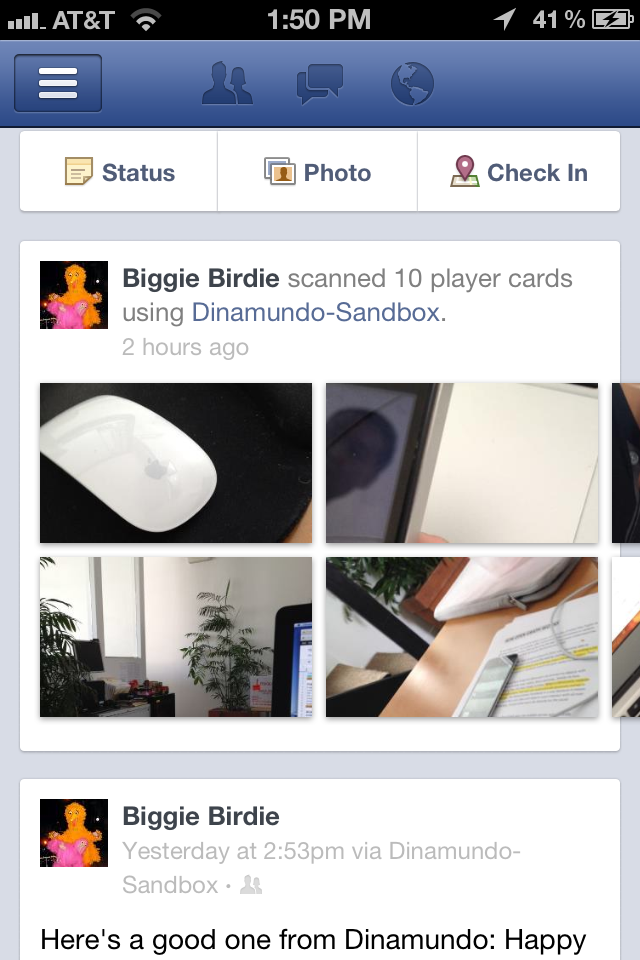 AT&T 1:50 PM 41 %
Status Photo Check In
Biggie Birdie scanned 10 player cards
using Dinamundo-Sandbox.
2 hours ago
Biggie Birdie
Yesterday at 2:53pm via Dinamundo-
Sandbox ·
Here's a good one from Dinamundo: Happy